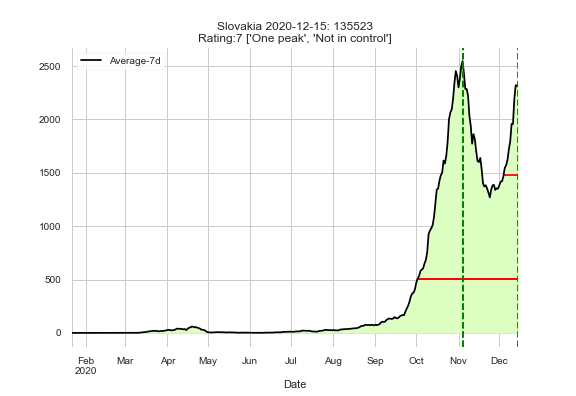 Slovakia 2020-12-15: 135523
Rating:7 ['One peak', 'Not in control']
Average-7d
2500
2000
1500
1000
500
0
Feb Mar Apr May Jun Jul Aug Sep Oct Nov Dec
2020
Date